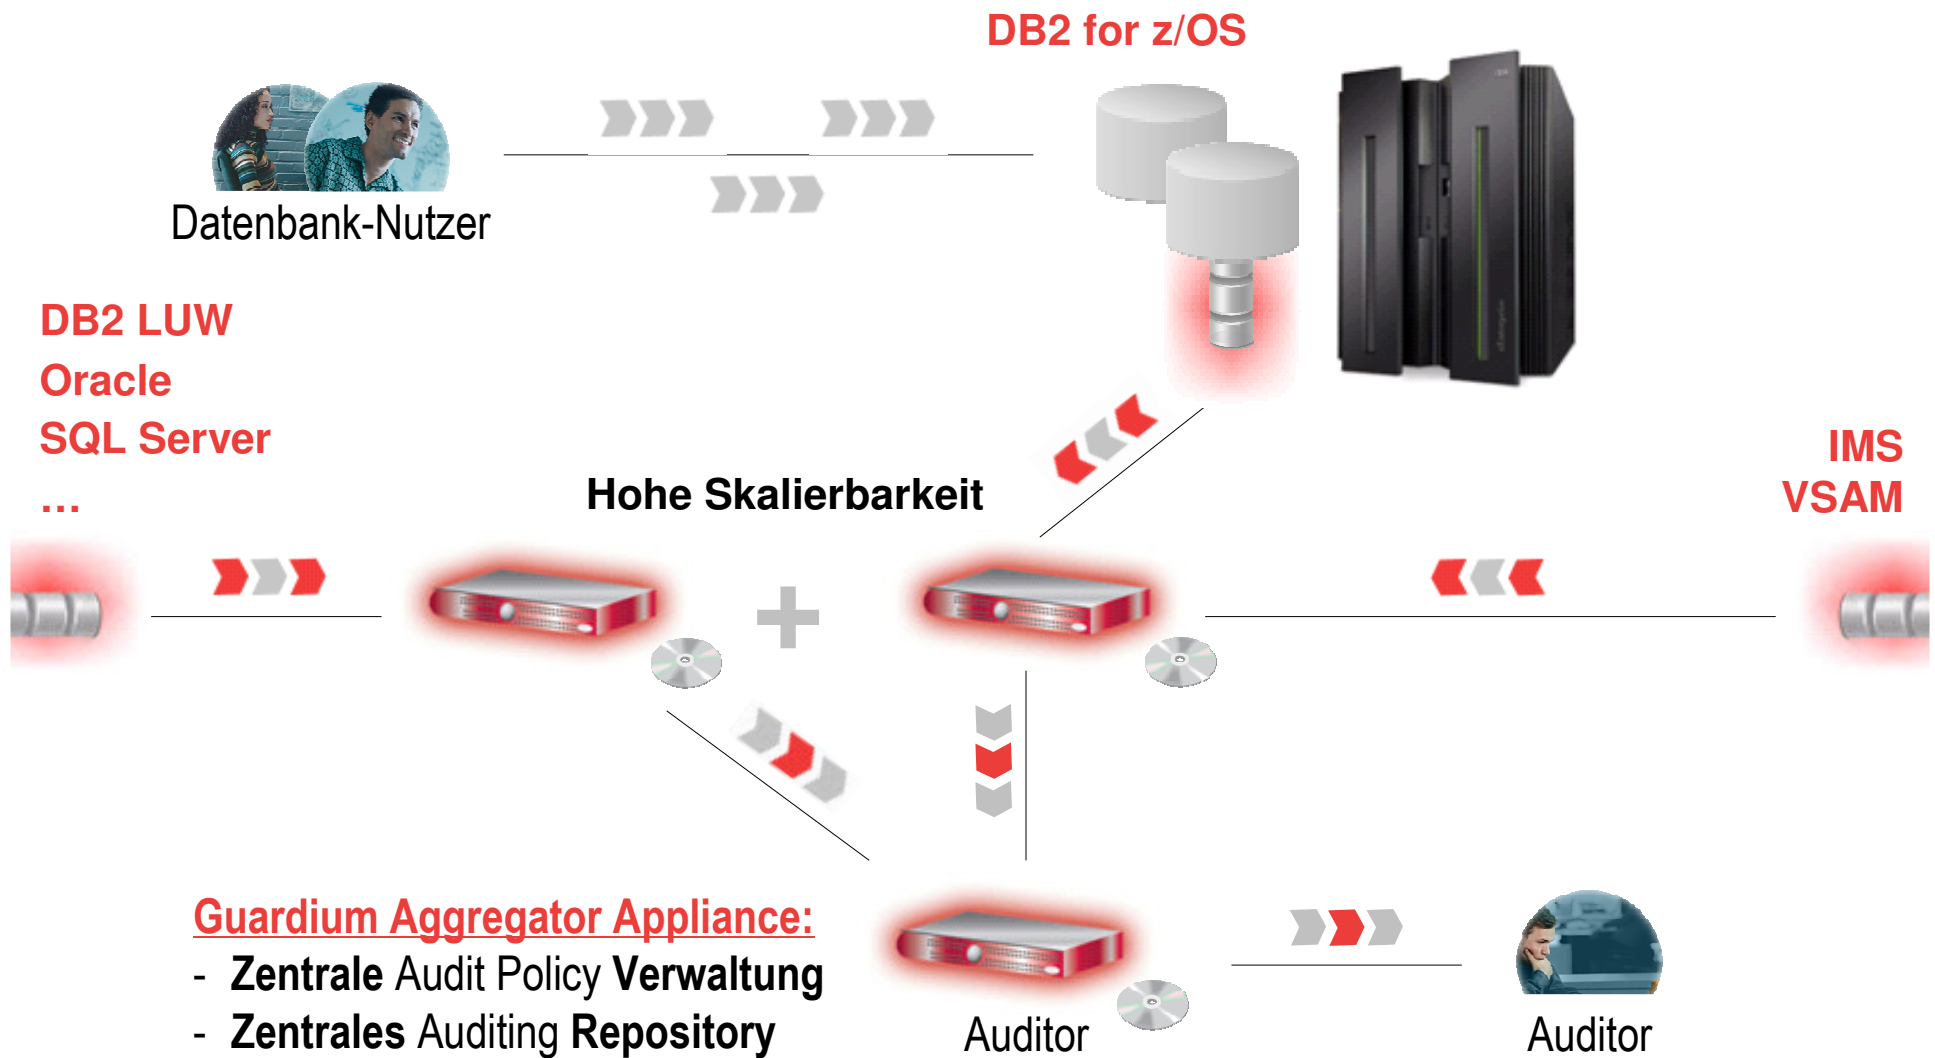 DB2 for z/OS
Datenbank-Nutzer
DB2 LUW
Oracle
SQL Server
...
IMS
VSAM
Hohe Skalierbarkeit
Guardium Aggregator Appliance:
- Zentrale Audit Policy Verwaltung
- Zentrales Auditing Repository
Auditor
Auditor